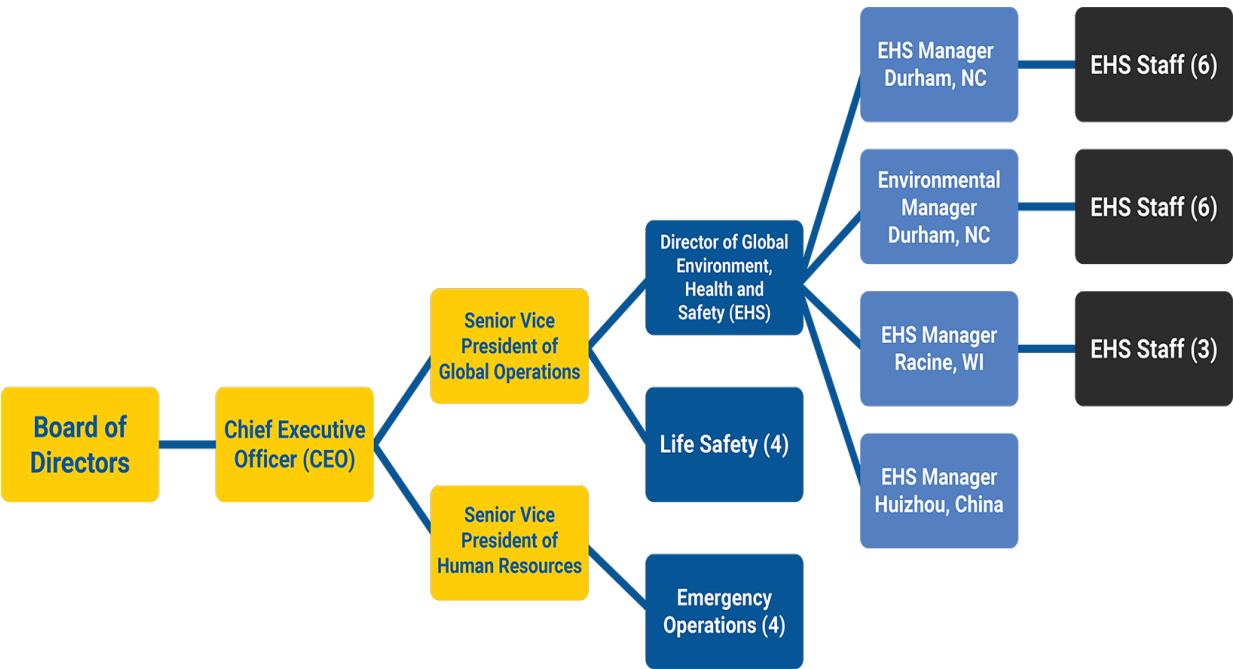 Board of
Directors
Chief Executive
Officer (CEO)
Senior Vice
President of
Global Operations
Senior Vice
President of
Human Resources
Director of Global
Environment,
Health and
Safety (EHS)
Life Safety (4)
Emergency
Operations (4)
EHS Manager
Durham, NC
Environmental
Manager
Durham, NC
EHS Manager
Racine, WI
EHS Manager
Huizhou, China
EHS Staff (6)
EHS Staff (6)
EHS Staff (3)